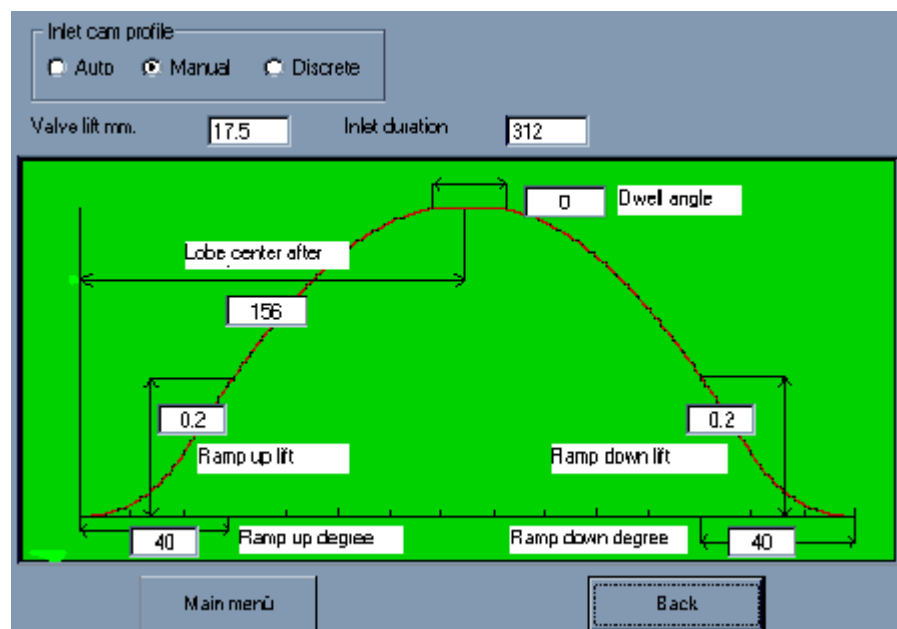 Inlet cam profile
Auto Manual Discrete
Valve lift mm. 17.5 Inlet duration 312
0 Dwell angle
Lobe center after
156
0.2 0.2
Ramp up lift Ramp down lift
40 Ramp up degree Ramp down degree 40
Main menü Back